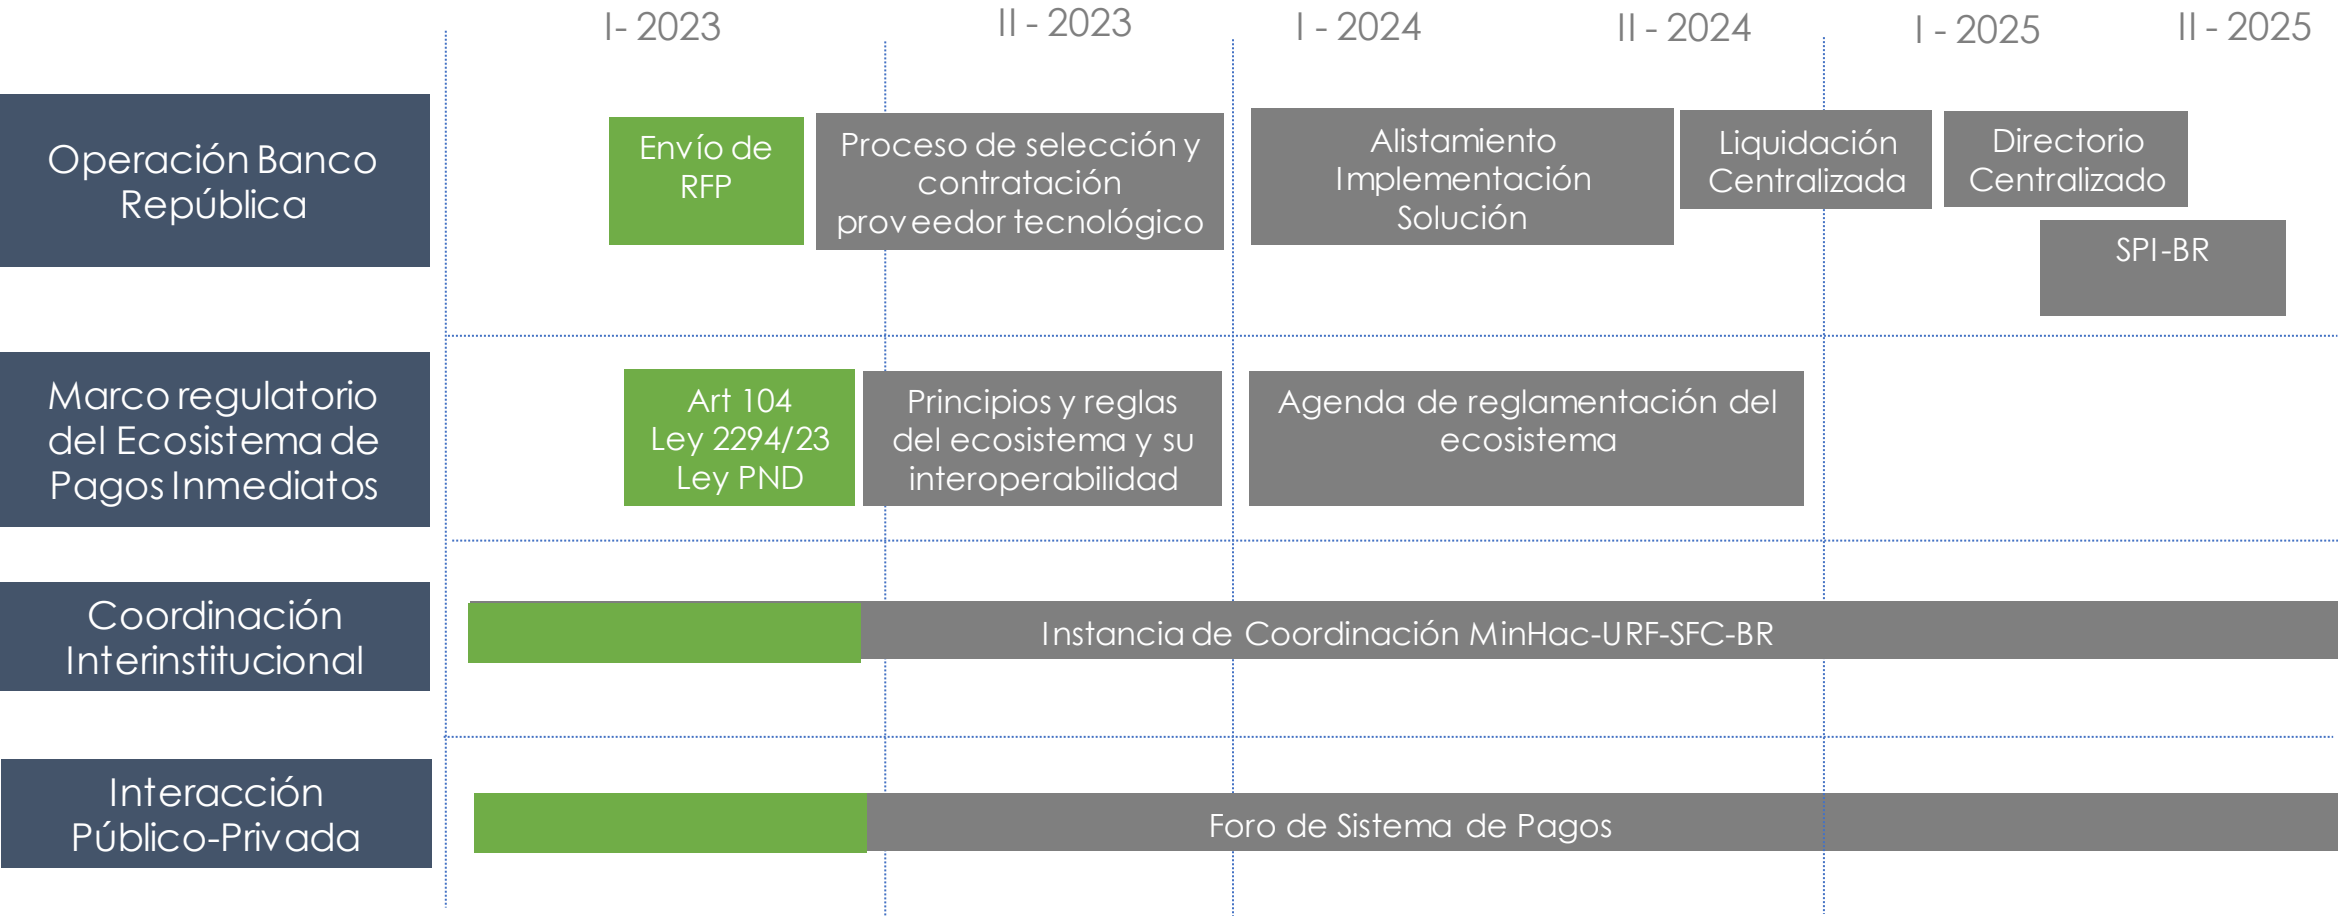 I- 2023
II - 2023
I - 2024
II - 2024
I - 2025
II - 2025
Operación Banco
República
Envío de
RFP
Proceso de selección y
contratación
proveedor tecnológico
Alistamiento
Implementación
Solución
Liquidación
Centralizada
Directorio
Centralizado
SPI-BR
Marco regulatorio
del Ecosistema de
Pagos Inmediatos
Art 104
Ley 2294/23
Ley PND
Principios y reglas
del ecosistema y su
interoperabilidad
Agenda de reglamentación del
ecosistema
Coordinación
Interinstitucional
Instancia de Coordinación MinHac-URF-SFC-BR
Interacción
Público-Privada
Foro de Sistema de Pagos